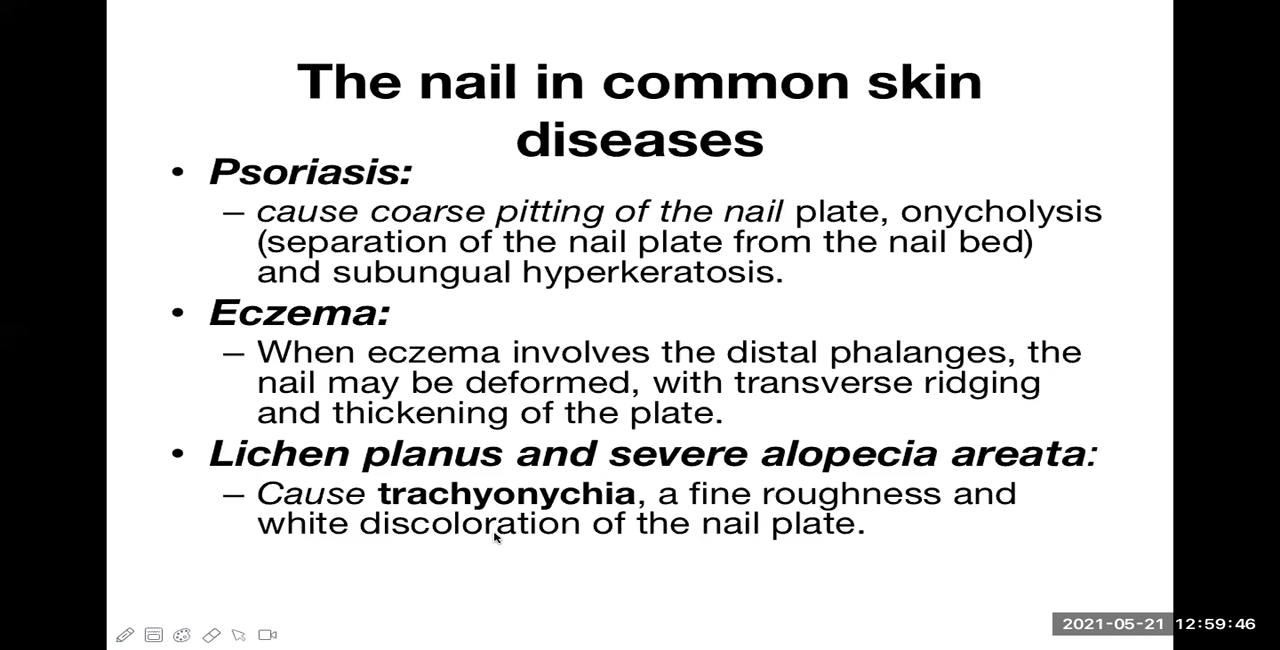 The nail in common skin
diseases
• Psoriasis:
– cause coarse pitting of the nail plate, onycholysis
(separation of the nail plate from the nail bed)
and subungual hyperkeratosis.
• Eczema:
– When eczema involves the distal phalanges, the
nail may be deformed, with transverse ridging
and thickening of the plate.
• Lichen planus and severe alopecia areata:
– Cause trachyonychia, a fine roughness and
white discoloration of the nail plate.
2021-05-21 12:59:46